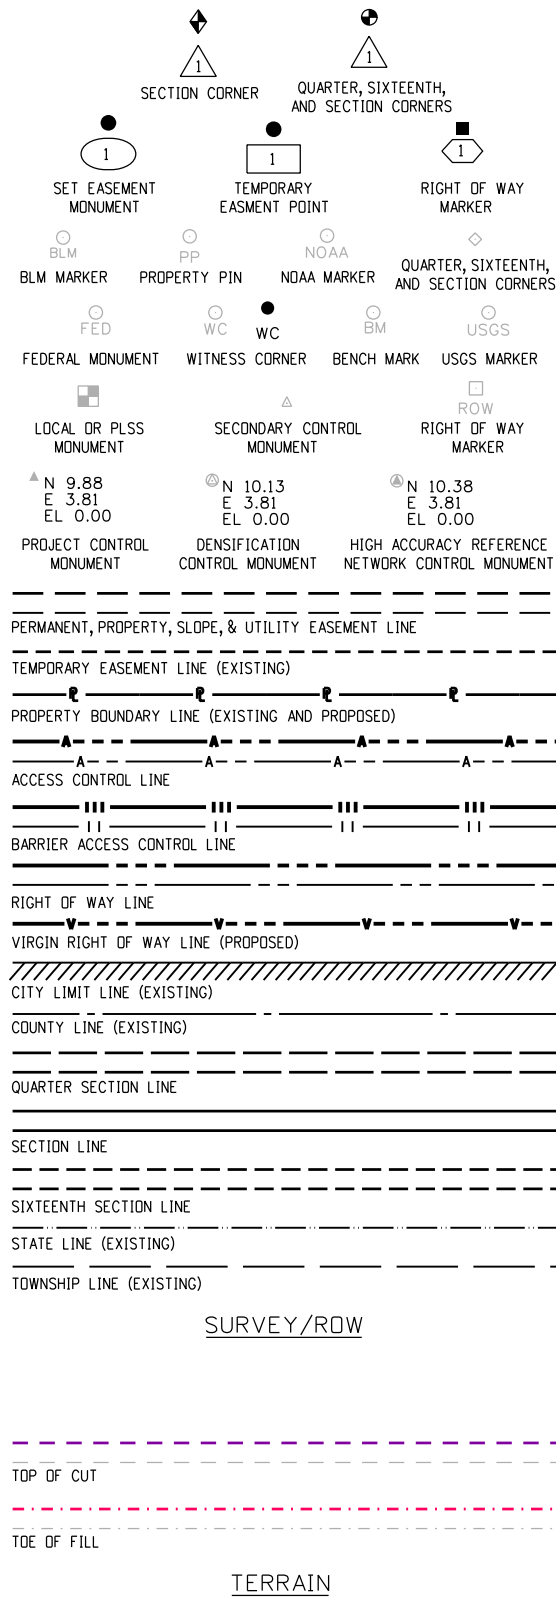 1
1
SECTION CORNER
QUARTER, SIXTEENTH,
AND SECTION CORNERS
1
1
1
SET EASEMENT
MONUMENT
TEMPORARY
EASMENT POINT
RIGHT OF WAY
MARKER
BLM
PP
NOAA
BLM MARKER
PROPERTY PIN
NOAA MARKER
QUARTER, SIXTEENTH,
AND SECTION CORNERS
FED
WC
WC
BM
USGS
FEDERAL MONUMENT
WITNESS CORNER
BENCH MARK
USGS MARKER
ROW
LOCAL OR PLSS
MONUMENT
SECONDARY CONTROL
MONUMENT
RIGHT OF WAY
MARKER
N 9.88
E 3.81
EL 0.00
N 10.13
E 3.81
EL 0.00
N 10.38
E 3.81
EL 0.00
PROJECT CONTROL
MONUMENT
DENSIFICATION
CONTROL MONUMENT
HIGH ACCURACY REFERENCE
NETWORK CONTROL MONUMENT
PERMANENT, PROPERTY, SLOPE, & UTILITY EASEMENT LINE
TEMPORARY EASEMENT LINE (EXISTING)
PL PL PL PL
PROPERTY BOUNDARY LINE (EXISTING AND PROPOSED)
A A A A
A A A A
ACCESS CONTROL LINE
BARRIER ACCESS CONTROL LINE
RIGHT OF WAY LINE
V V V V
VIRGIN RIGHT OF WAY LINE (PROPOSED)
CITY LIMIT LINE (EXISTING)
COUNTY LINE (EXISTING)
QUARTER SECTION LINE
SECTION LINE
SIXTEENTH SECTION LINE
STATE LINE (EXISTING)
TOWNSHIP LINE (EXISTING)
SURVEY/ROW
TOP OF CUT
TOE OF FILL
TERRAIN